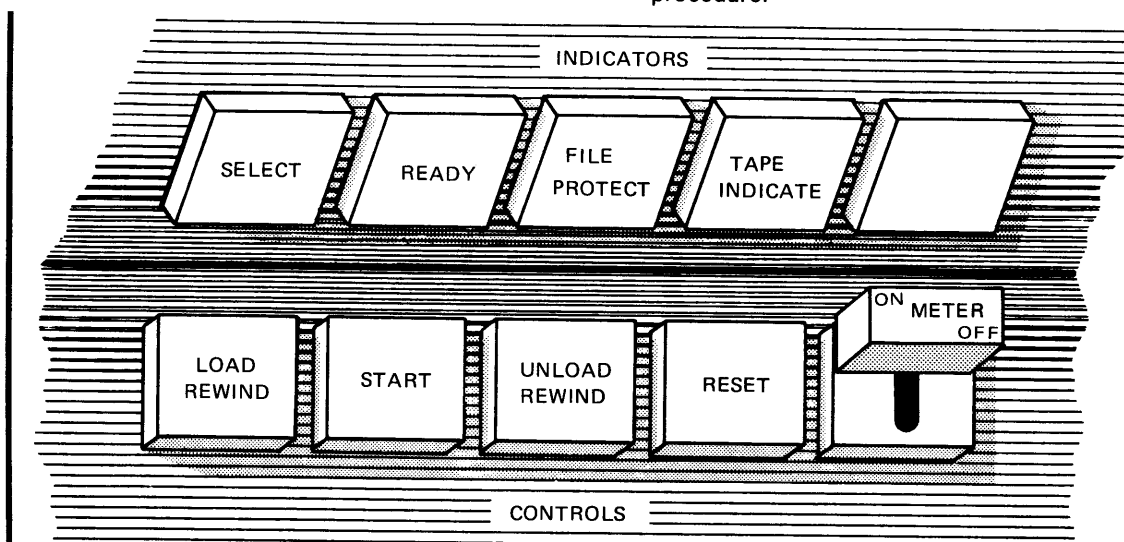 procedure.
INDICATORS
SELECT
READY
FILE
PROTECT
TAPE
INDICATE
LOAD
REWIND
START
UNLOAD
REWIND
RESET
ON
METER
OFF
CONTROLS